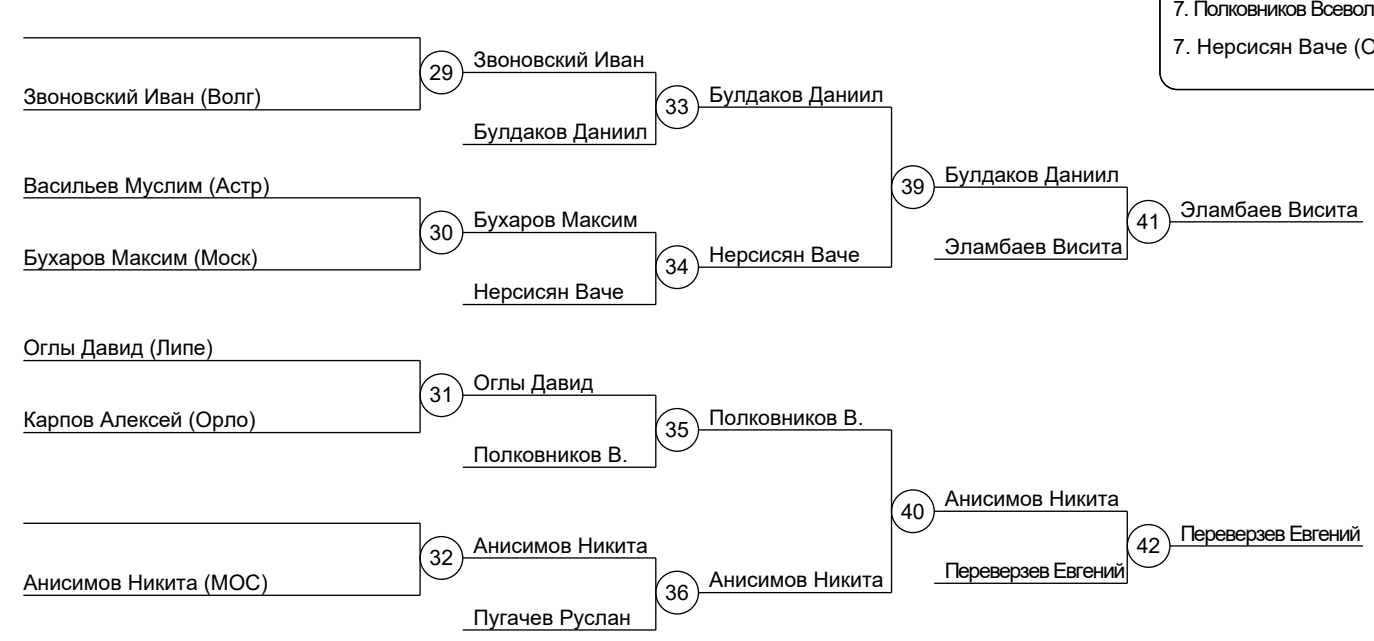 7. Полковников Всевол
7. Нерсисян Ваче (О
29
Звоновский Иван
Звоновский Иван (Волг)
33
Булдаков Даниил
Булдаков Даниил
Васильев Муслим (Астр)
39
Булдаков Даниил
30
Бухаров Максим
41
Эламбаев Висита
Бухаров Максим (Моск)
34
Нерсисян Ваче
Эламбаев Висита
Нерсисян Ваче
Оглы Давид (Липе)
31
Оглы Давид
Карпов Алексей (Орло)
35
Полковников В.
Полковников В.
40
Анисимов Никита
32
Анисимов Никита
42
Переверзев Евгений
Анисимов Никита (МОС)
36
Анисимов Никита
Переверзев Евгений
Пугачев Руслан